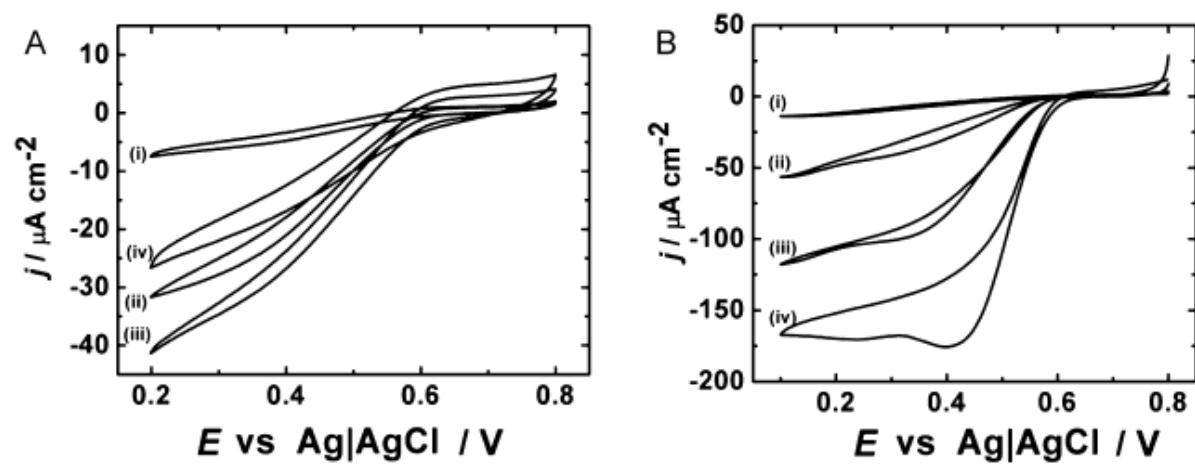 A
10
0
-10
-20
-30
-40
(i)
(iv)
(ii)
(iii)
j / μA cm-2
0.2 0.4 0.6 0.8
E vs Ag|AgCl / V
B
50
0
-50
-100
-150
-200
(i)
(ii)
(iii)
(iv)
j / μA cm-2
0.2 0.4 0.6 0.8
E vs Ag|AgCl / V